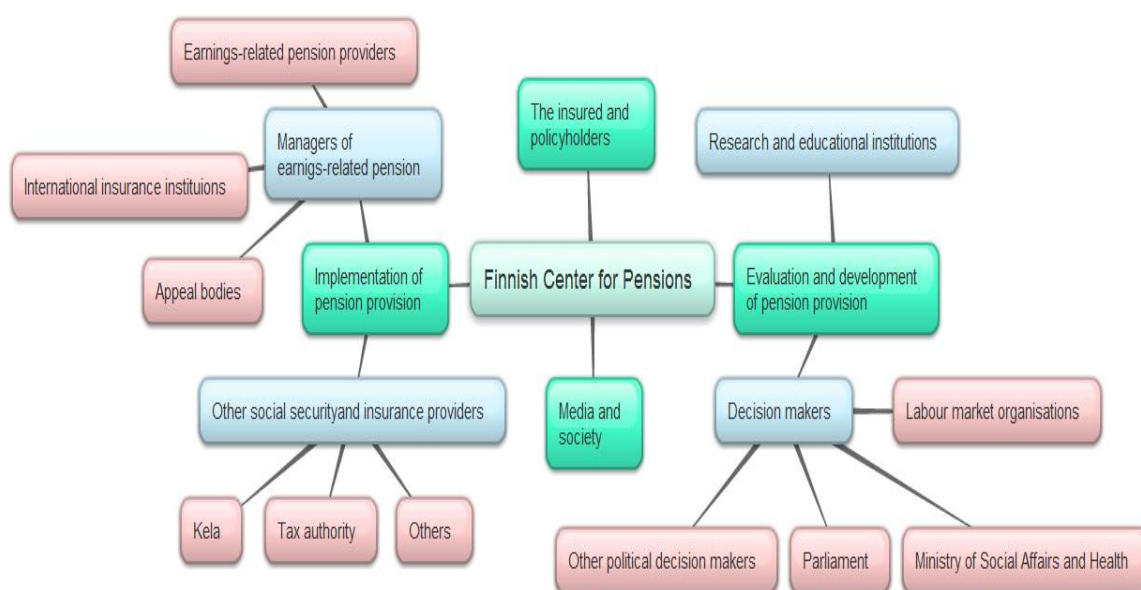 Earnings-related pension providers
Managers of
earnigs-related pension
International insurance instituions
Appeal bodies
Implementation of
pension provision
Other social securityand insurance providers
Kela
Tax authority
Others
The insured and
policyholders
Finnish Center for Pensions
Media and
society
Research and educational institutions
Evaluation and development
of pension provision
Decision makers
Labour market organisations
Other political decision makers
Parliament
Ministry of Social Affairs and Health